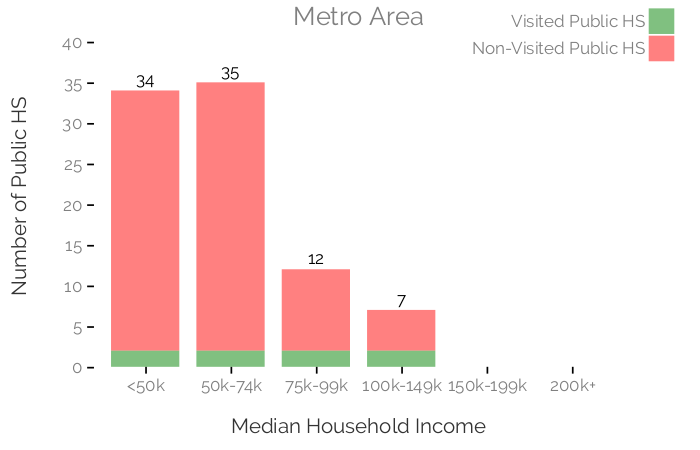 Metro Area
Visited Public HS
Non-Visited Public HS
Number of Public HS
40
35
30
25
20
15
10
5
0
34
35
12
7
<50k
50k-74k
75k-99k
100k-149k
150k-199k
200k+
Median Household Income